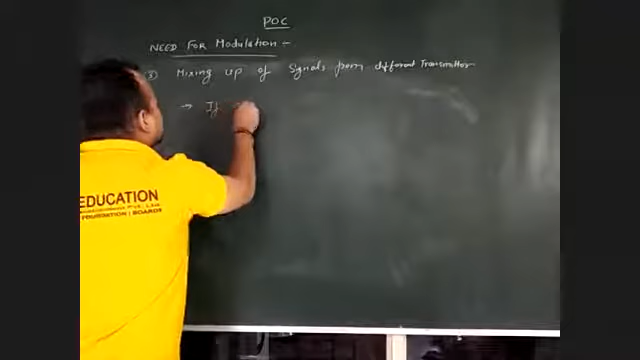 POC
NEED FOR Modulation :-
③ Mixing up of Signals from different Transmitter
→ If
EDUCATION
FOUNDATION | BOARDS